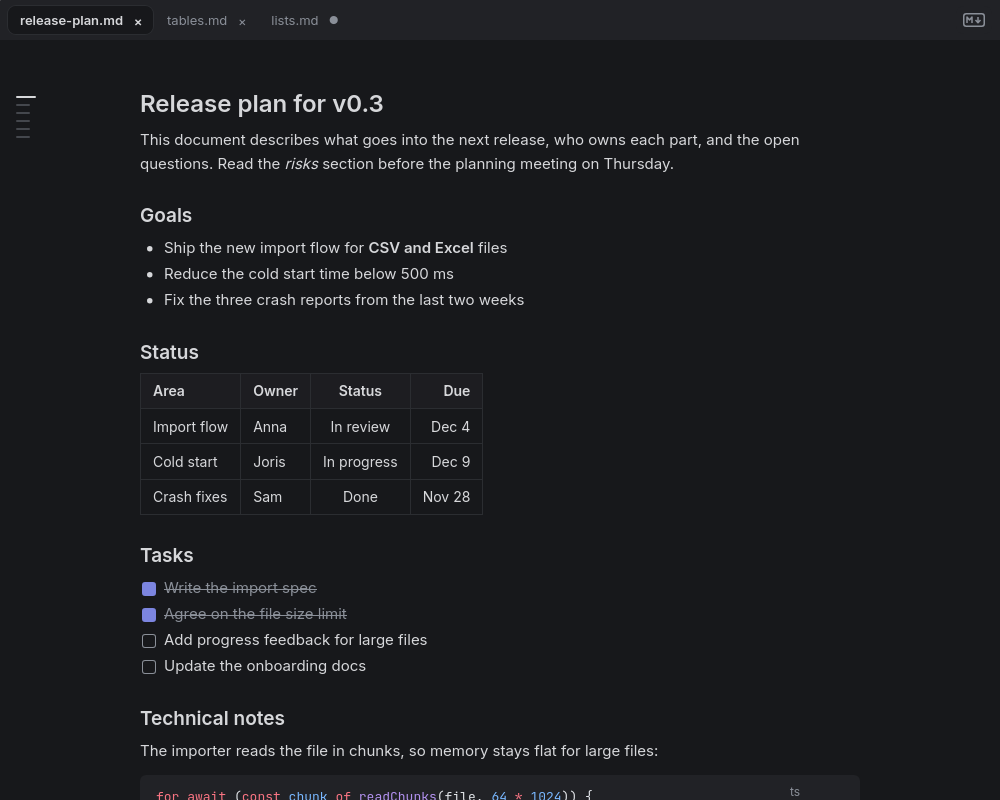 release-plan.md × tables.md × lists.md
Release plan for v0.3
This document describes what goes into the next release, who owns each part, and the open
questions. Read the risks section before the planning meeting on Thursday.
Goals
• Ship the new import flow for CSV and Excel files
• Reduce the cold start time below 500 ms
• Fix the three crash reports from the last two weeks
Status
Area Owner Status Due
Import flow Anna In review Dec 4
Cold start Joris In progress Dec 9
Crash fixes Sam Done Nov 28
Tasks
Write the import spec
Agree on the file size limit
Add progress feedback for large files
Update the onboarding docs
Technical notes
The importer reads the file in chunks, so memory stays flat for large files:
ts
for await (const chunk of readChunks(file, 64 * 1024)) {